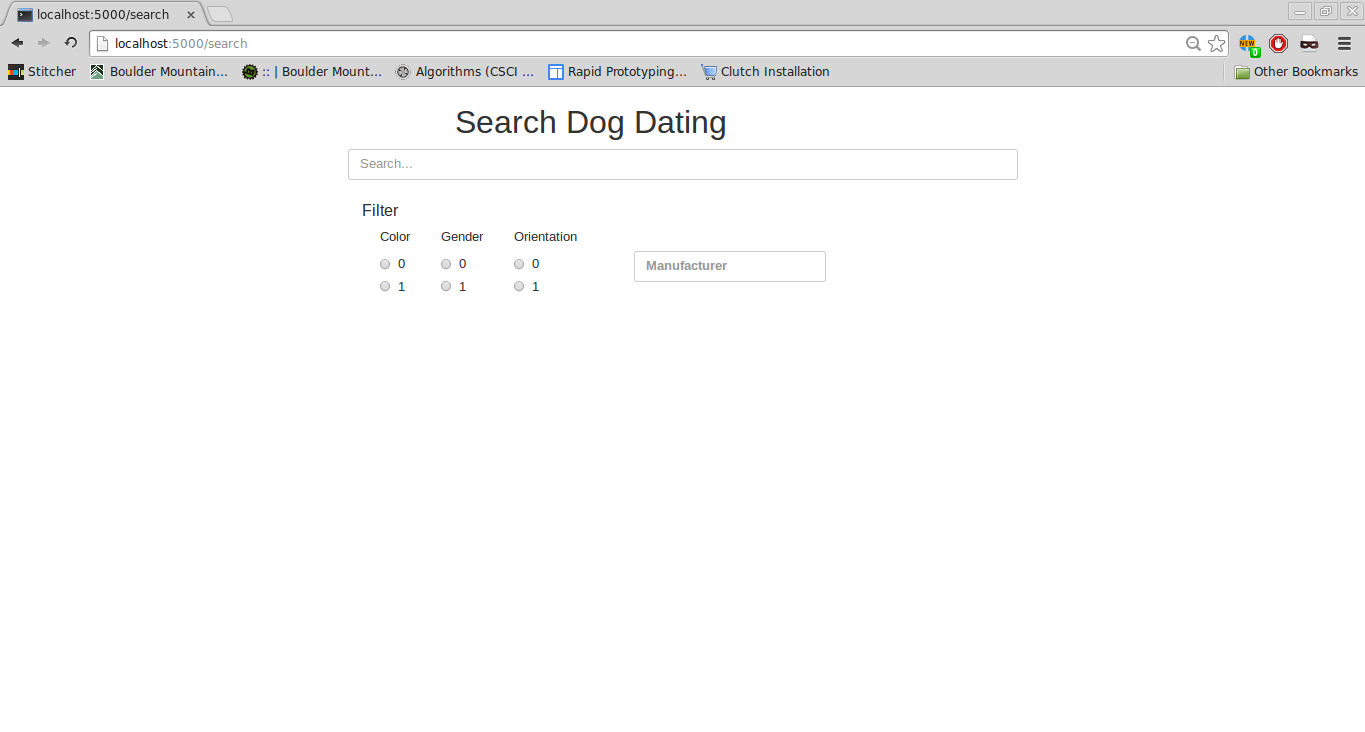 localhost:5000/search
localhost:5000/search
NEW 0
Stitcher Boulder Mountain... :: | Boulder Mount... Algorithms (CSCI ... Rapid Prototyping... Clutch Installation Other Bookmarks
Search Dog Dating
Search...
Filter
Color Gender Orientation
0 0 0 Manufacturer
1 1 1